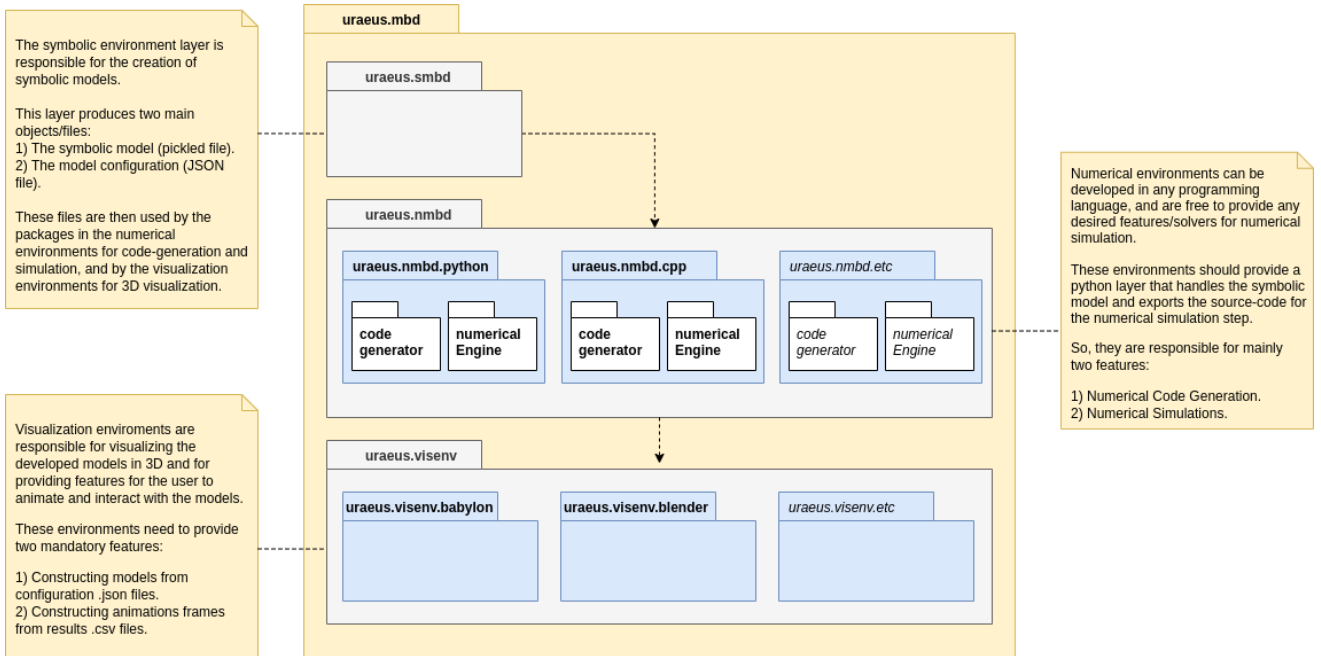 The symbolic environment layer is
responsible for the creation of
symbolic models.
This layer produces two main
objects/files:
1) The symbolic model (pickled file).
2) The model configuration (JSON
file).
These files are then used by the
packages in the numerical
environments for code-generation and
simulation, and by the visualization
environments for 3D visualization.
Visualization enviroments are
responsible for visualizing the
developed models in 3D and for
providing features for the user to
animate and interact with the models.
These environments need to provide
two mandatory features:
1) Constructing models from
configuration .json files.
2) Constructing animations frames
from results .csv files.
uraeus.mbd
uraeus.smbd
uraeus.nmbd
uraeus.nmbd.python
code
generator
numerical
Engine
uraeus.nmbd.cpp
code
generator
numerical
Engine
uraeus.nmbd.etc
code
generator
numerical
Engine
uraeus.visenv
uraeus.visenv.babylon
uraeus.visenv.blender
uraeus.visenv.etc
Numerical environments can be
developed in any programming
language, and are free to provide any
desired features/solvers for numerical
simulation.
These environments should provide a
python layer that handles the symbolic
model and exports the source-code for
the numerical simulation step.
So, they are responsible for mainly
two features:
1) Numerical Code Generation.
2) Numerical Simulations.